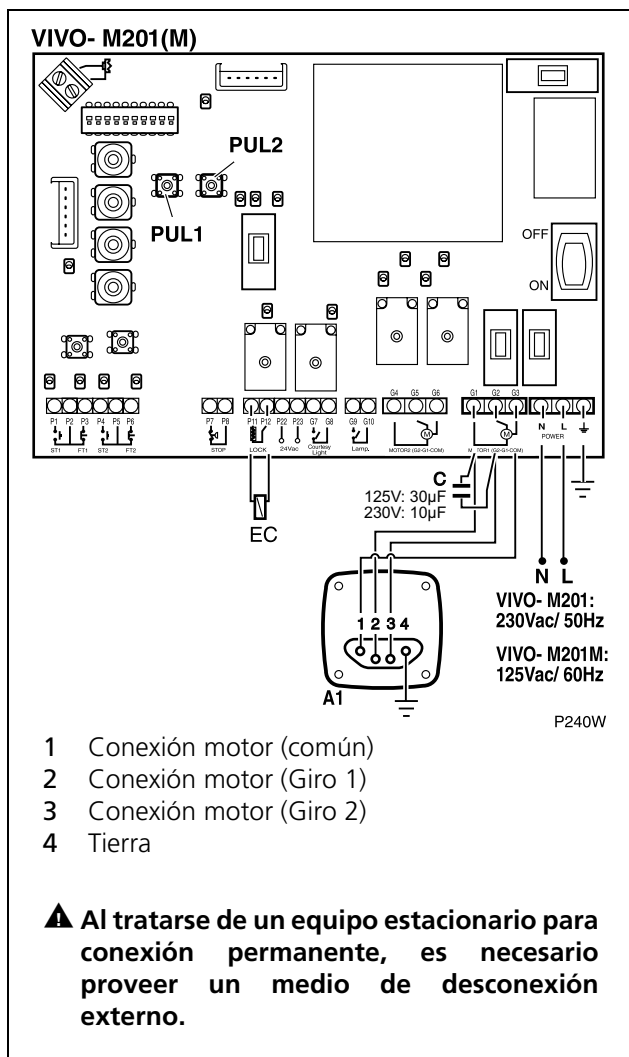 VIVO- M201(M)
PUL2
PUL1
OFF
ON
P1 P2 P3 P4 P5 P6
ST1 FT1 ST2 FT2
P7 P8
STOP
P11 P12 P22 P23 G7 G8
LOCK 24Vac Courtesy
Light
G9 G10
Lamp.
G4 G5 G6
M
MOTOR2 (G2-G1-COM)
G1 G2 G3
M
MOTOR1 (G2-G1-COM)
N L
POWER
C
125V: 30µF
230V: 10µF
EC
N L
VIVO- M201:
230Vac/ 50Hz
VIVO- M201M:
125Vac/ 60Hz
1 2 3 4
A1
P240W
1 Conexión motor (común)
2 Conexión motor (Giro 1)
3 Conexión motor (Giro 2)
4 Tierra
Al tratarse de un equipo estacionario para
conexión permanente, es necesario
proveer un medio de desconexión
externo.